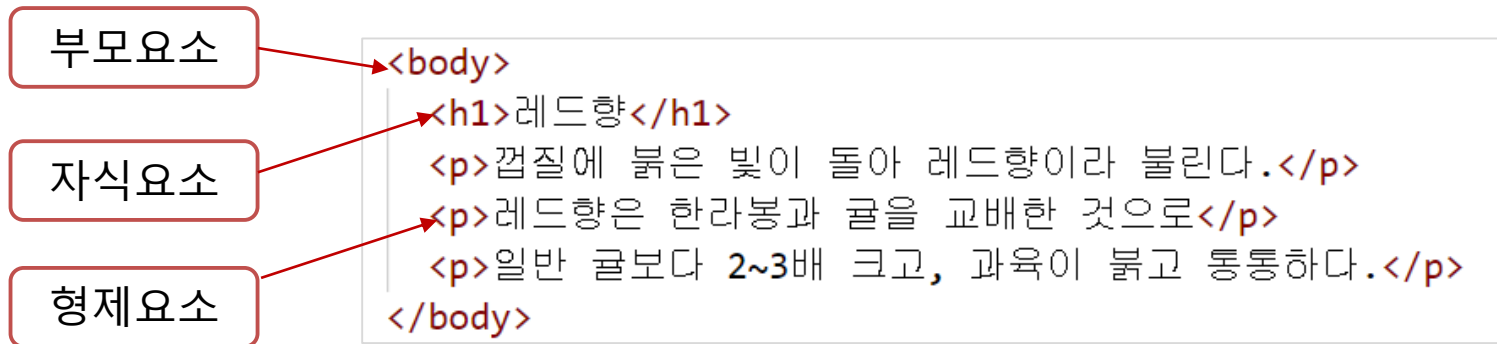 부모요소
자식요소
형제요소
<body>
<h1>레드향</h1>
<p>껍질에 붉은 빛이 돌아 레드향이라 불린다.</p>
<p>레드향은 한라봉과 귤을 교배한 것으로</p>
<p>일반 귤보다 2~3배 크고, 과육이 붉고 통통하다.</p>
</body>